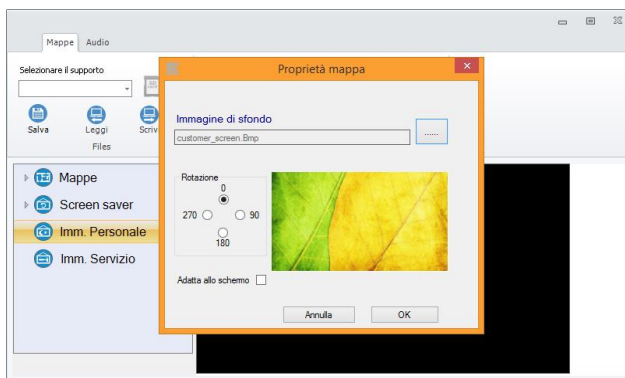 Mappe Audio
Selezionare il supporto
Salva Leggi Scriv
Files
Mappe
Screen saver
Imm. Personale
Imm. Servizio
Proprietà mappa
Immagine di sfondo
customer_screen.Bmp
......
Rotazione
0
270 90
180
Adatta allo schermo
Annulla OK